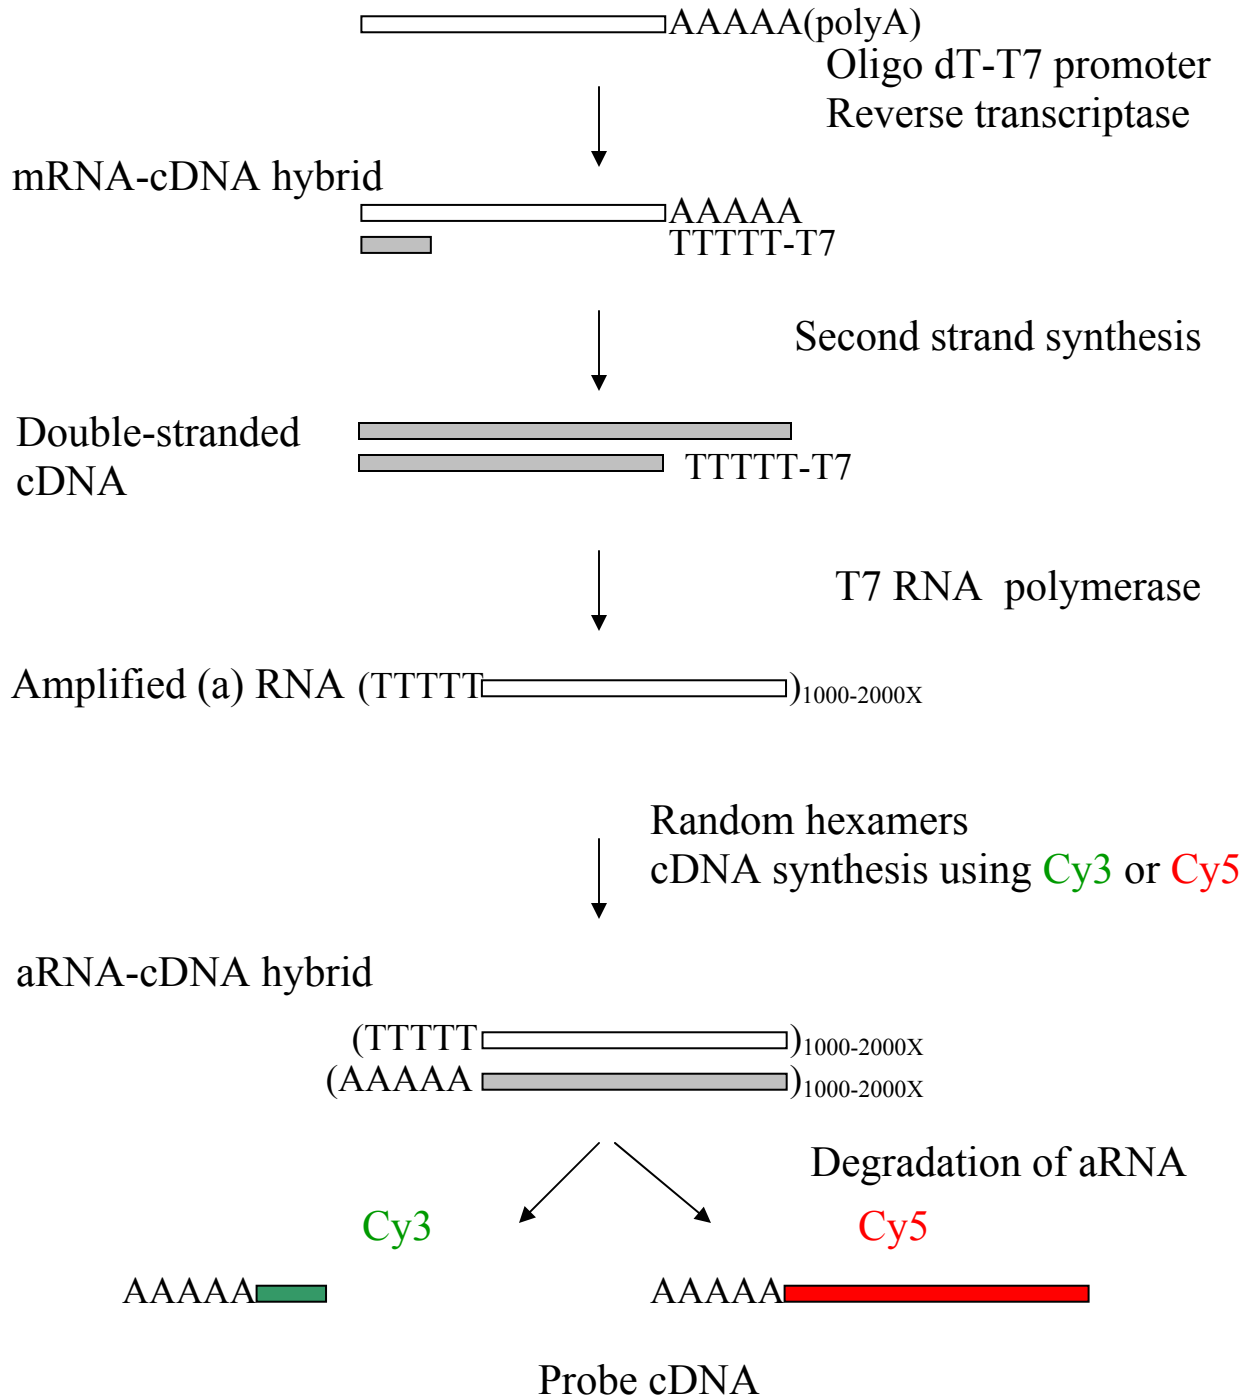 AAAAA(polyA)
Oligo dT-T7 promoter
Reverse transcriptase
mRNA-cDNA hybrid
AAAAA
TTTTT-T7
Second strand synthesis
Double-stranded
cDNA
TTTTT-T7
T7 RNA polymerase
Amplified (a) RNA (TTTTT )1000-2000X
Random hexamers
cDNA synthesis using Cy3 or Cy5
aRNA-cDNA hybrid
(TTTTT )1000-2000X
(AAAAA )1000-2000X
Degradation of aRNA
Cy3 Cy5
AAAAA AAAAA
Probe cDNA